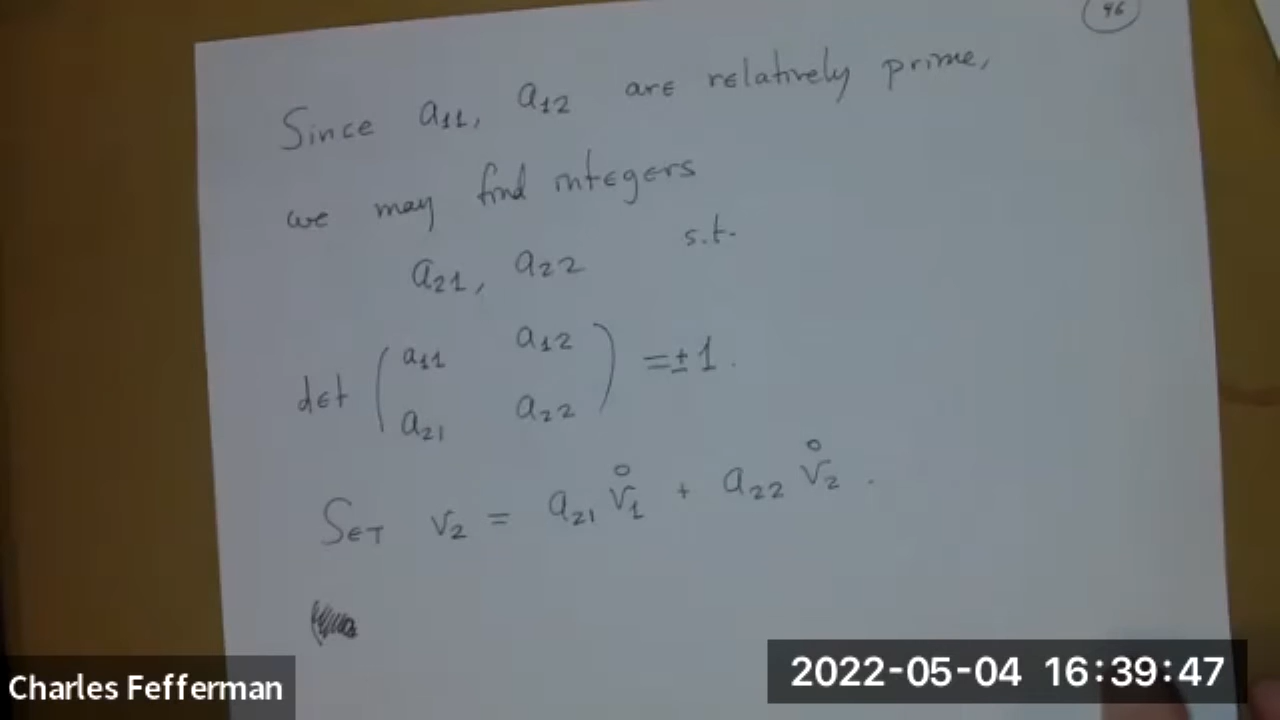 46
Since a₁₁, a₁₂ are relatively prime,
we may find integers
a₂₁, a₂₂ s.t.
det ( a₁₁ a₁₂
a₂₁ a₂₂ ) = ± 1.
Set v₂ = a₂₁ v̊₁ + a₂₂ v̊₂.
Charles Fefferman
2022-05-04 16:39:47